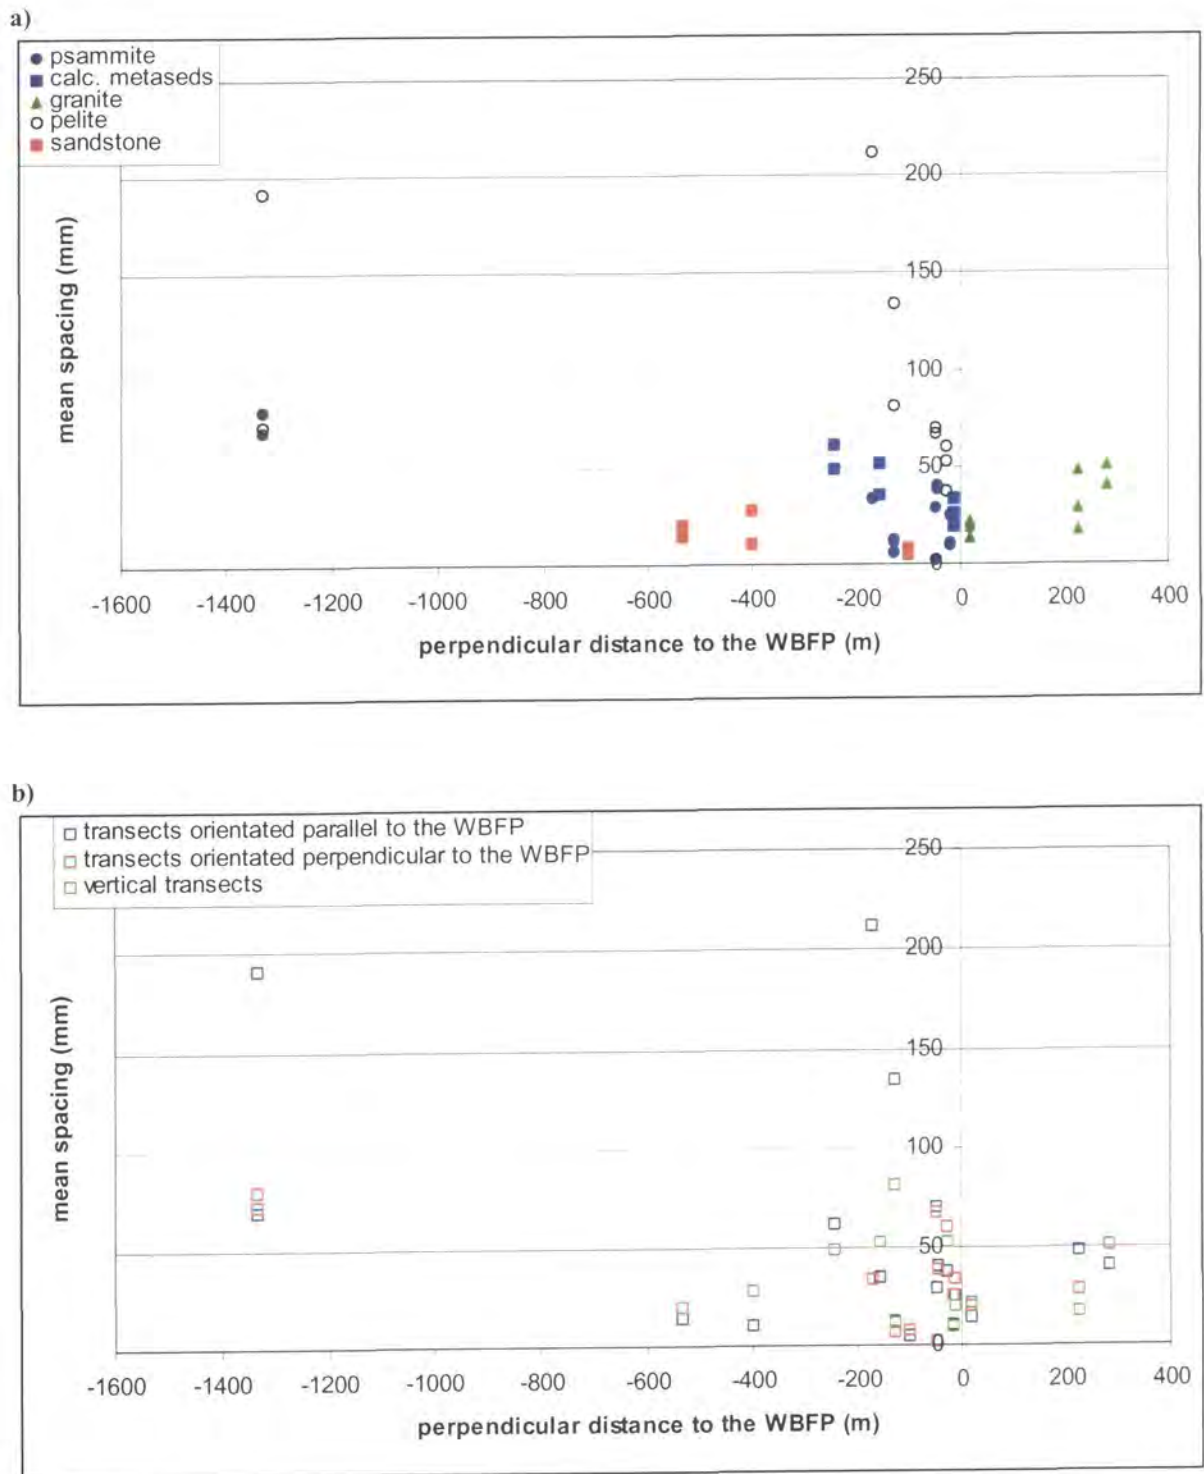 a)
psammite
calc. metaseds
granite
pelite
sandstone
250
200
150
100
50
0
mean spacing (mm)
-1600 -1400 -1200 -1000 -800 -600 -400 -200 0 200 400
perpendicular distance to the WBFP (m)
b)
transects orientated parallel to the WBFP
transects orientated perpendicular to the WBFP
vertical transects
250
200
150
100
50
0
mean spacing (mm)
-1600 -1400 -1200 -1000 -800 -600 -400 -200 0 200 400
perpendicular distance to the WBFP (m)